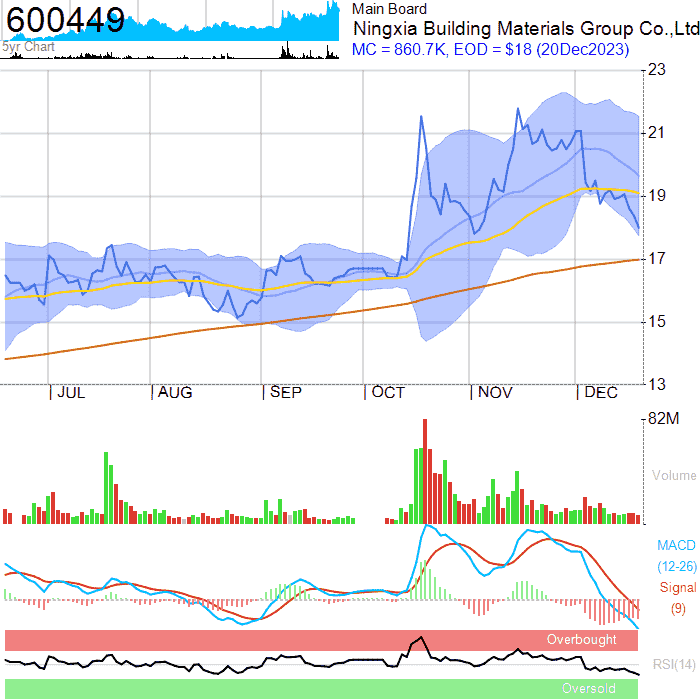 600449
5yr Chart
Main Board
Ningxia Building Materials Group Co.,Ltd
MC = 860.7K, EOD = $18 (20Dec2023)
23
21
19
17
15
13
JUL
AUG
SEP
OCT
NOV
DEC
82M
Volume
MACD
(12-26)
Signal
(9)
Overbought
RSI(14)
Oversold